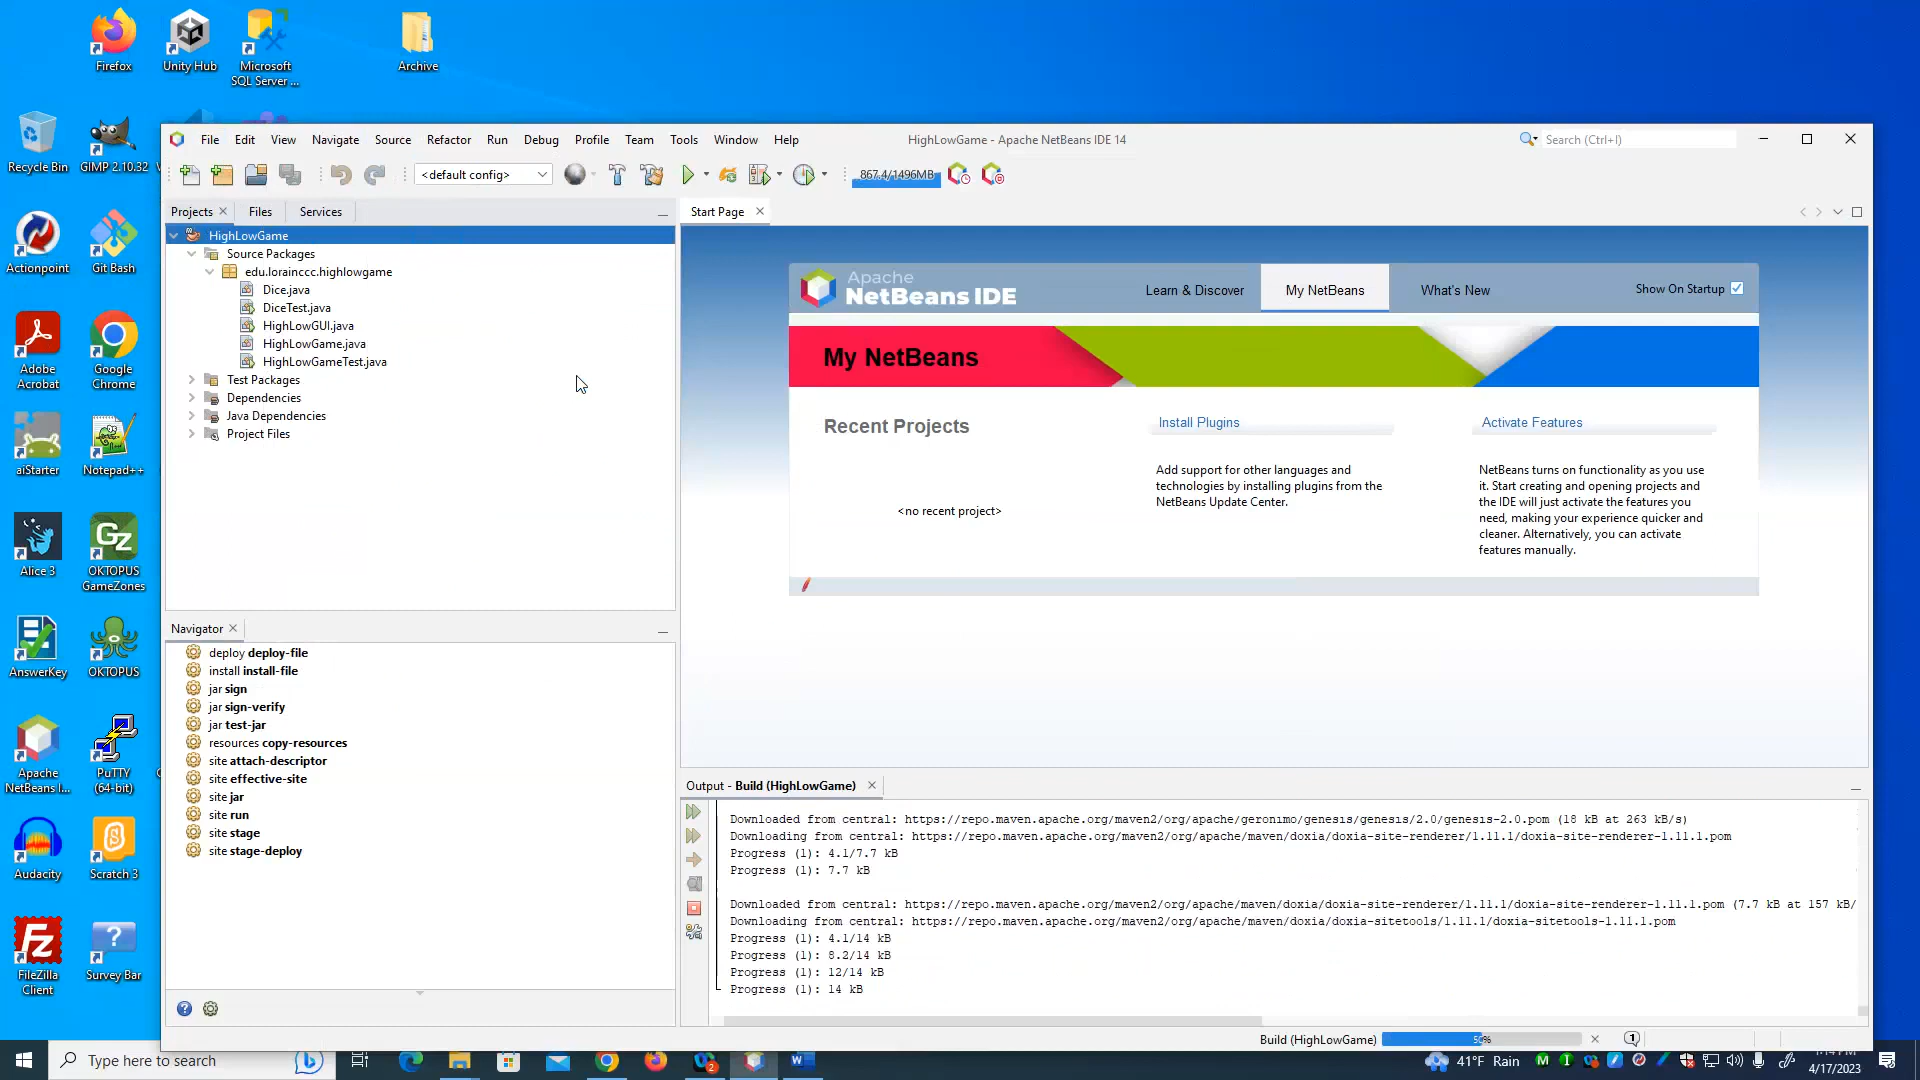 Firefox
Unity Hub
Microsoft
SQL Server ...
Archive
Recycle Bin
GIMP 2.10.32
Actionpoint
Git Bash
Adobe
Acrobat
Google
Chrome
aiStarter
Notepad++
Alice 3
OKTOPUS
GameZones
AnswerKey
OKTOPUS
Apache
NetBeans I...
PuTTY
(64-bit)
Audacity
Scratch 3
FileZilla
Client
Survey Bar
File Edit View Navigate Source Refactor Run Debug Profile Team Tools Window Help
HighLowGame - Apache NetBeans IDE 14
Search (Ctrl+I)
<default config>
867.4/1496MB
Projects
Files
Services
HighLowGame
Source Packages
edu.lorainccc.highlowgame
Dice.java
DiceTest.java
HighLowGUI.java
HighLowGame.java
HighLowGameTest.java
Test Packages
Dependencies
Java Dependencies
Project Files
Navigator
deploy deploy-file
install install-file
jar sign
jar sign-verify
jar test-jar
resources copy-resources
site attach-descriptor
site effective-site
site jar
site run
site stage
site stage-deploy
Start Page
Apache
NetBeans IDE
Learn & Discover
My NetBeans
What's New
Show On Startup
My NetBeans
Recent Projects
<no recent project>
Install Plugins
Add support for other languages and
technologies by installing plugins from the
NetBeans Update Center.
Activate Features
NetBeans turns on functionality as you use
it. Start creating and opening projects and
the IDE will just activate the features you
need, making your experience quicker and
cleaner. Alternatively, you can activate
features manually.
Output - Build (HighLowGame)
Downloaded from central: https://repo.maven.apache.org/maven2/org/apache/geronimo/genesis/genesis/2.0/genesis-2.0.pom (18 kB at 263 kB/s)
Downloading from central: https://repo.maven.apache.org/maven2/org/apache/maven/doxia/doxia-site-renderer/1.11.1/doxia-site-renderer-1.11.1.pom
Progress (1): 4.1/7.7 kB
Progress (1): 7.7 kB
Downloaded from central: https://repo.maven.apache.org/maven2/org/apache/maven/doxia/doxia-site-renderer/1.11.1/doxia-site-renderer-1.11.1.pom (7.7 kB at 157 kB/
Downloading from central: https://repo.maven.apache.org/maven2/org/apache/maven/doxia/doxia-sitetools/1.11.1/doxia-sitetools-1.11.1.pom
Progress (1): 4.1/14 kB
Progress (1): 8.2/14 kB
Progress (1): 12/14 kB
Progress (1): 14 kB
Build (HighLowGame)
50%
Type here to search
41°F Rain
1:14 PM
4/17/2023